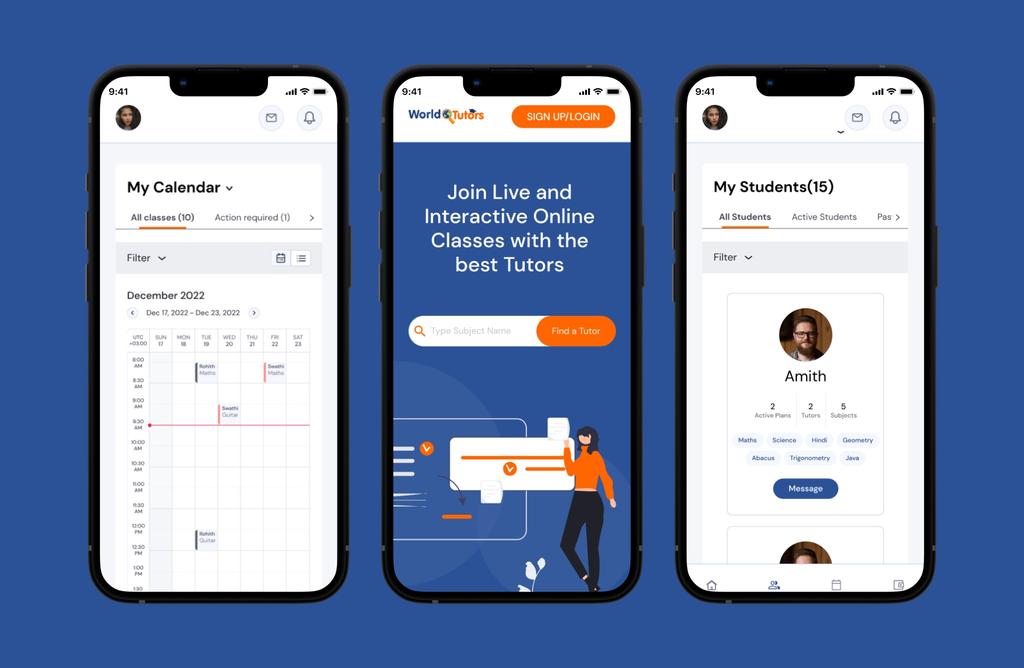 9:41
My Calendar
All classes (10)
Action required (1)
Filter
December 2022
Dec 17, 2022 - Dec 23, 2022
UTC +03:00
SUN 17
MON 18
TUE 19
WED 20
THU 21
FRI 22
SAT 23
8:00 AM
Rohith
Maths
Swathi
Maths
8:30 AM
9:00 AM
Swathi
Guitar
9:30 AM
10:00 AM
10:30 AM
11:00 AM
11:30 AM
12:00 PM
Rohith
Guitar
12:30 PM
1:00 PM
1:30
9:41
World Tutors
SIGN UP/LOGIN
Join Live and
Interactive Online
Classes with the
best Tutors
Type Subject Name
Find a Tutor
9:41
My Students(15)
All Students
Active Students
Pas
Filter
Amith
2
Active Plans
2
Tutors
5
Subjects
Maths
Science
Hindi
Geometry
Abacus
Trigonometry
Java
Message